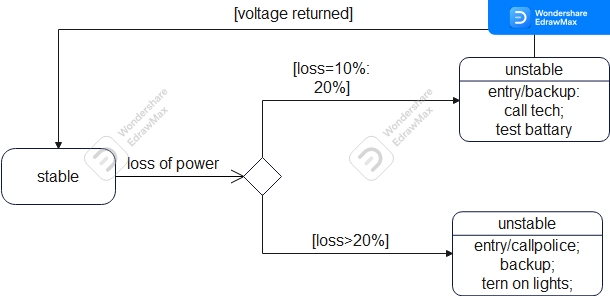 [voltage returned]
Wondershare
EdrawMax
[loss=10%:
20%]
unstable
entry/backup:
call tech;
test battary
Wondershare
EdrawMax
Wondershare
EdrawMax
stable
loss of power
[loss>20%]
unstable
entry/callpolice;
backup;
tern on lights;